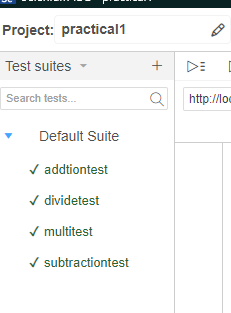 Project: practical1
Test suites
Search tests...
http://lo
Default Suite
addtiontest
dividetest
multitest
subtractiontest